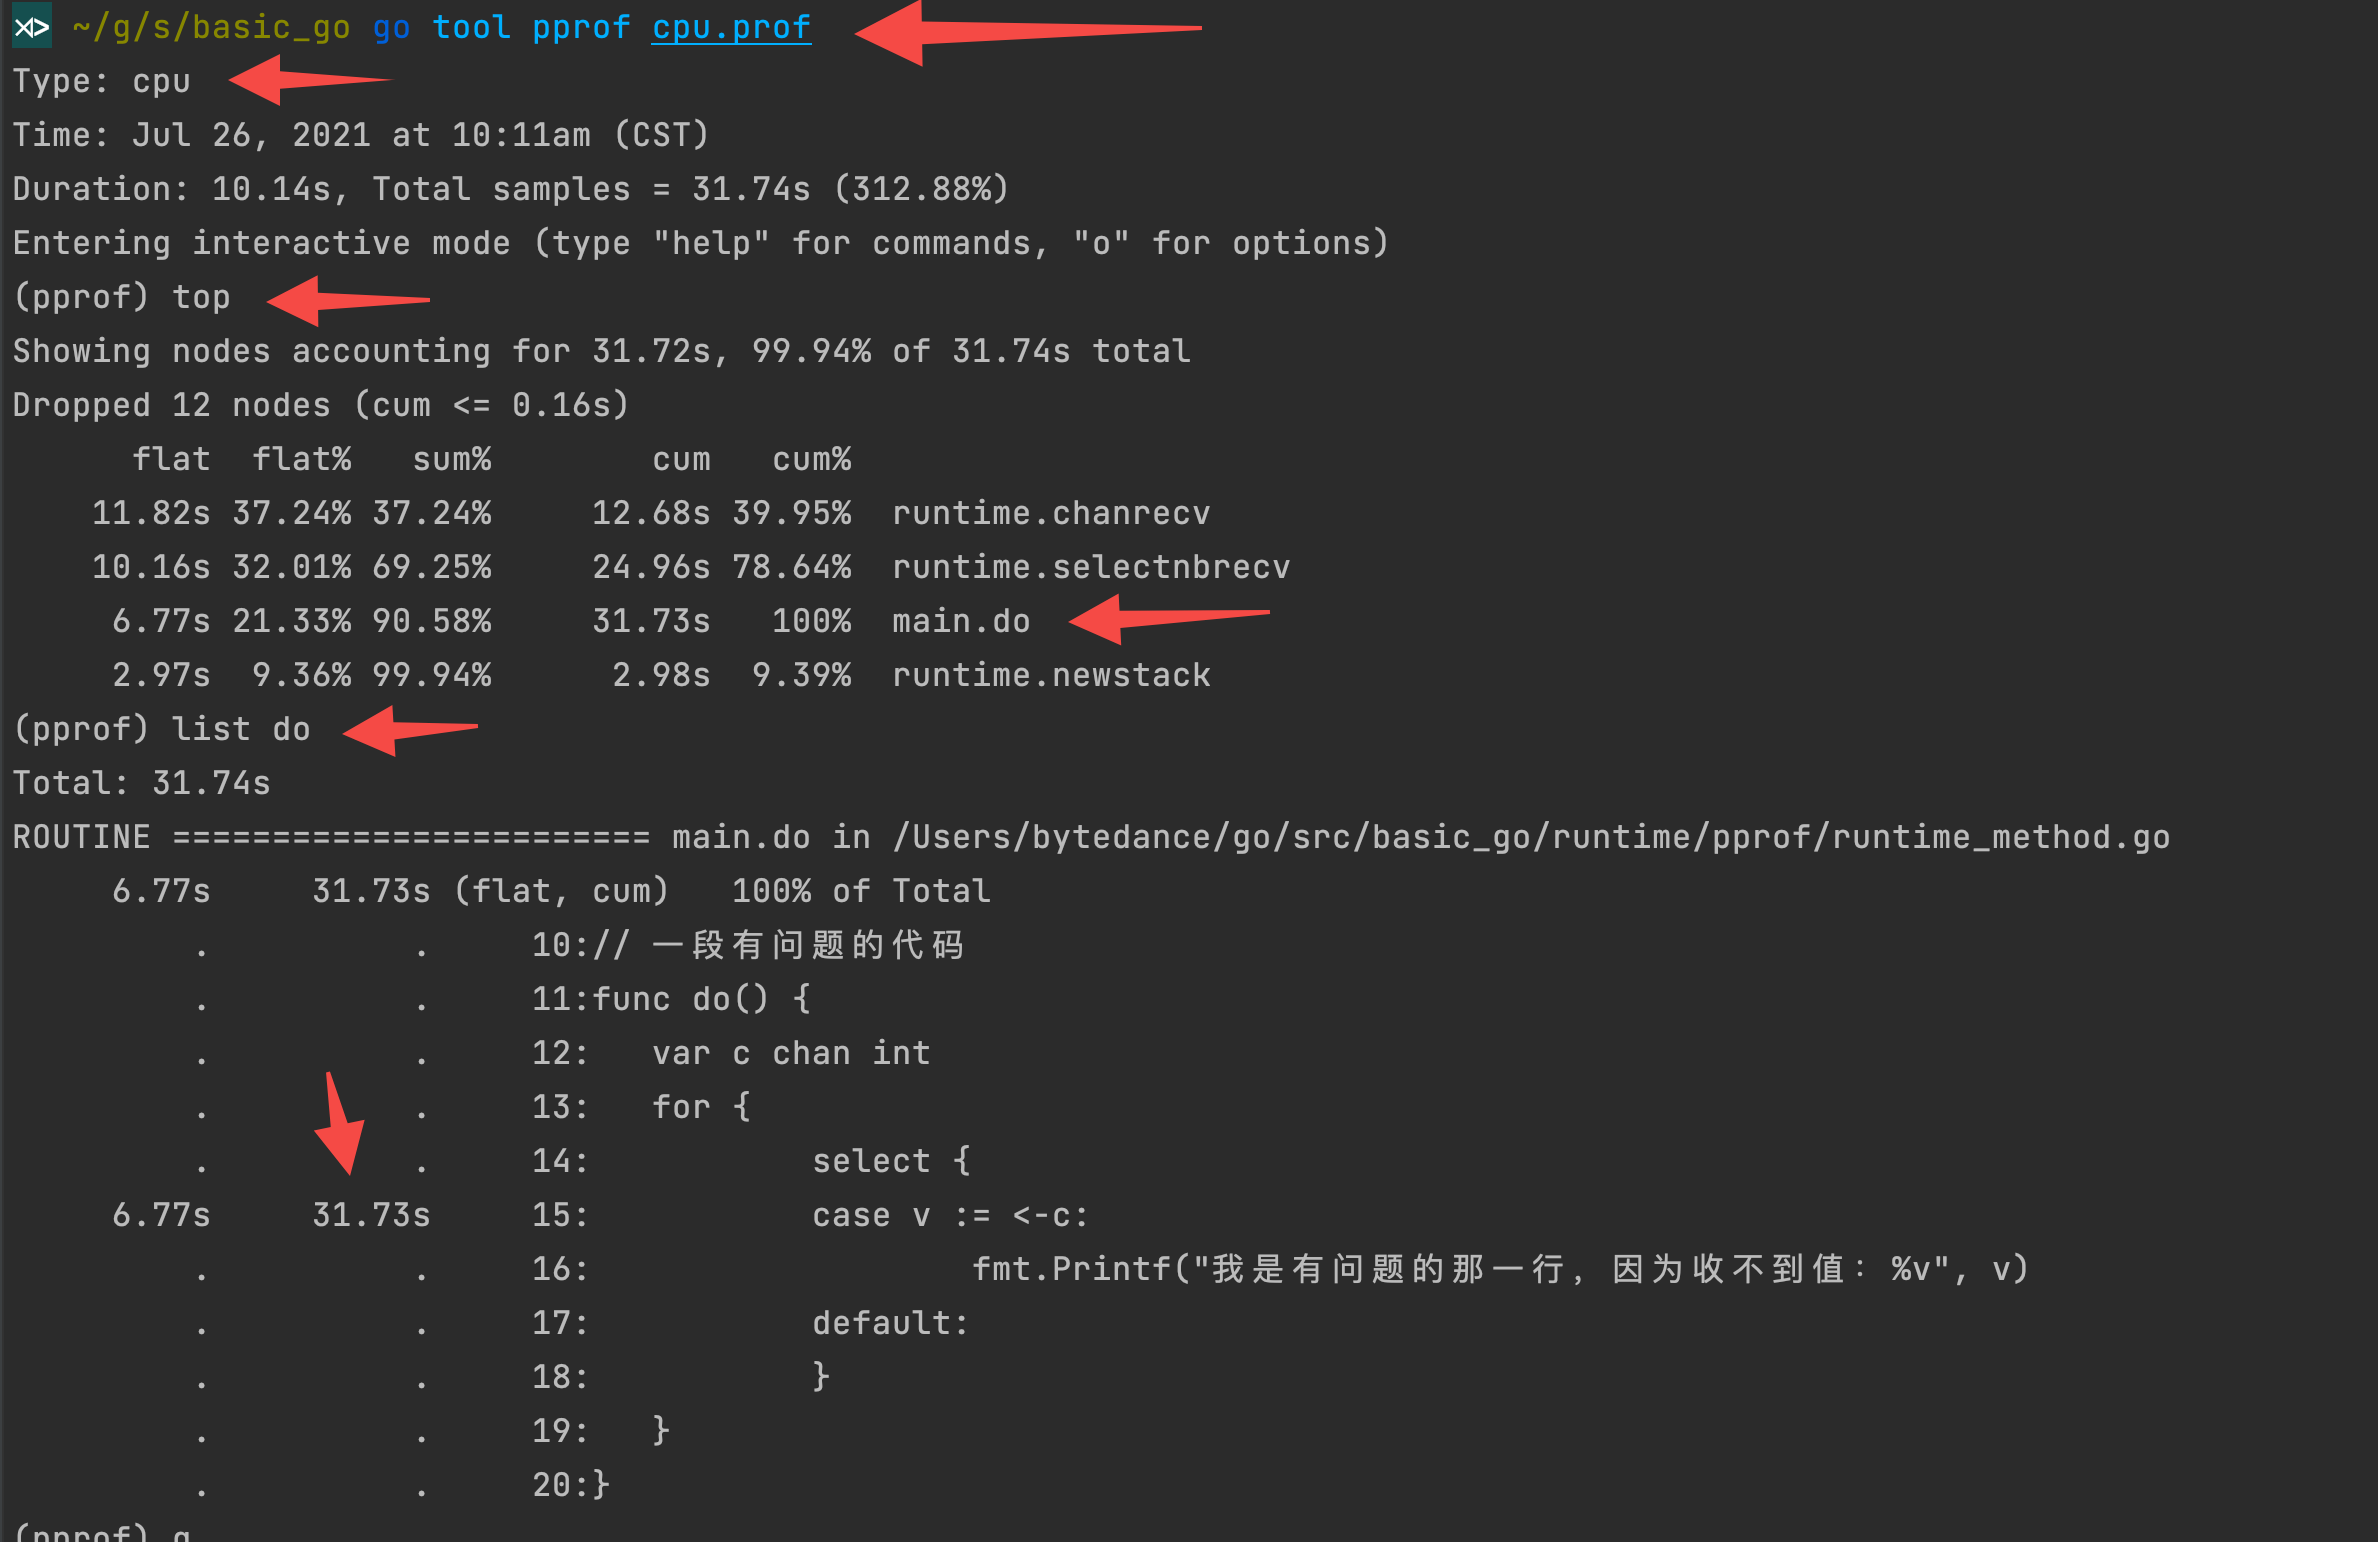 ~/g/s/basic_go go tool pprof cpu.prof
Type: cpu
Time: Jul 26, 2021 at 10:11am (CST)
Duration: 10.14s, Total samples = 31.74s (312.88%)
Entering interactive mode (type "help" for commands, "o" for options)
(pprof) top
Showing nodes accounting for 31.72s, 99.94% of 31.74s total
Dropped 12 nodes (cum <= 0.16s)
      flat  flat%   sum%        cum   cum%
    11.82s 37.24% 37.24%     12.68s 39.95%  runtime.chanrecv
    10.16s 32.01% 69.25%     24.96s 78.64%  runtime.selectnbrecv
     6.77s 21.33% 90.58%     31.73s   100%  main.do
     2.97s  9.36% 99.94%      2.98s  9.39%  runtime.newstack
(pprof) list do
Total: 31.74s
ROUTINE ======================== main.do in /Users/bytedance/go/src/basic_go/runtime/pprof/runtime_method.go
     6.77s     31.73s (flat, cum)   100% of Total
         .          .     10:// 一段有问题的代码
         .          .     11:func do() {
         .          .     12:   var c chan int
         .          .     13:   for {
         .          .     14:           select {
     6.77s     31.73s     15:           case v := <-c:
         .          .     16:                   fmt.Printf("我是有问题的那一行，因为收不到值：%v", v)
         .          .     17:           default:
         .          .     18:           }
         .          .     19:   }
         .          .     20:}
(pprof)